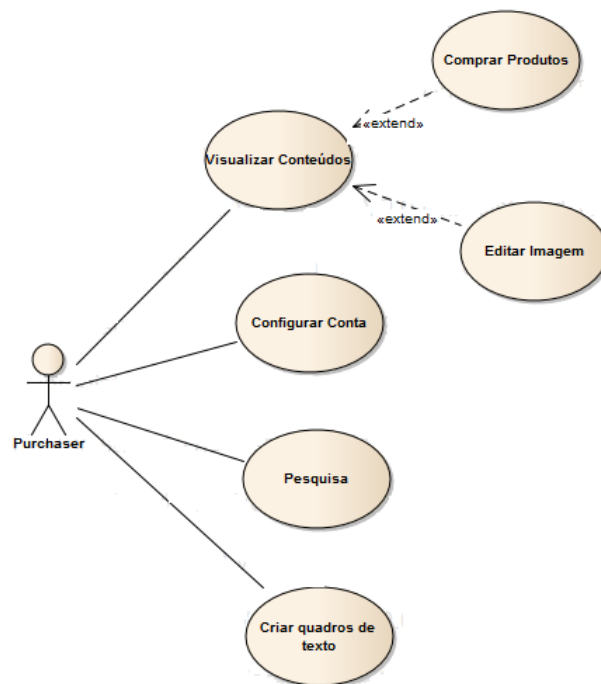 Comprar Produtos
«extend»
Visualizar Conteúdos
«extend»
Editar Imagem
Configurar Conta
Purchaser
Pesquisa
Criar quadros de
texto